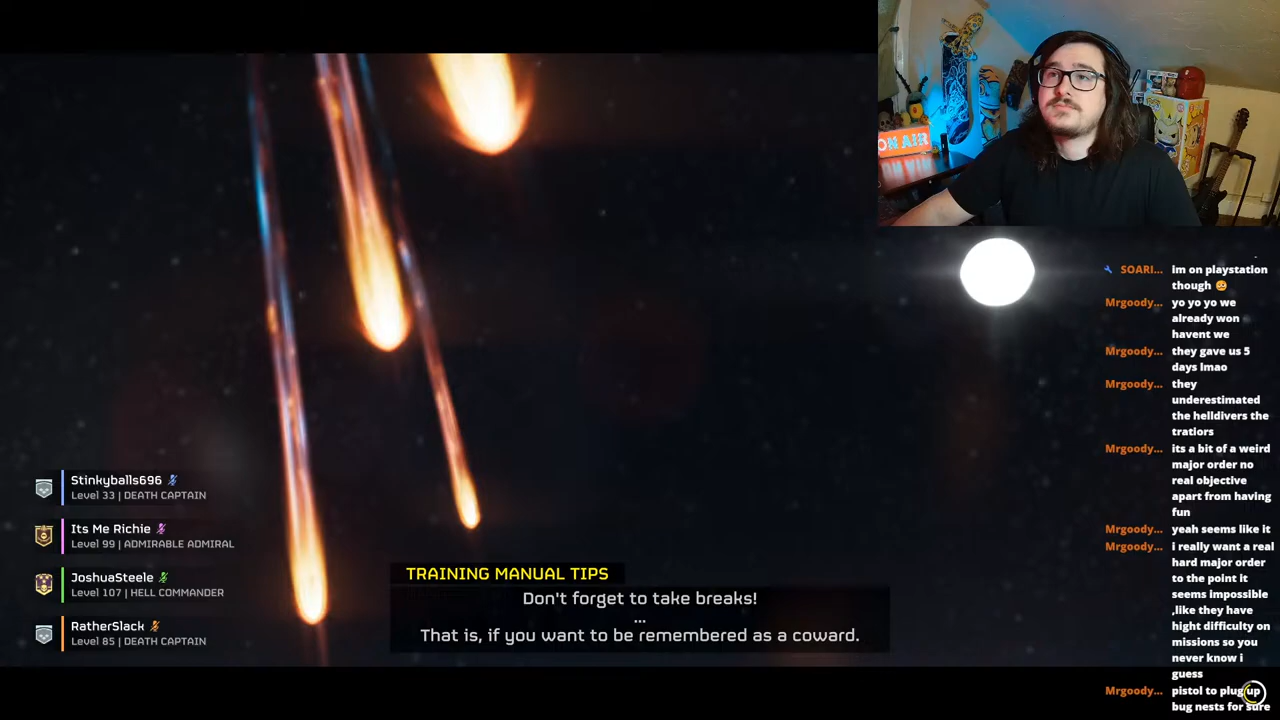 ON AIR
SOARI...
Im on playstation
though
Mrgoody...
yo yo yo we
already won
havent we
Mrgoody...
they gave us 5
days lmao
Mrgoody...
they
underestimated
the helldivers the
tratiors
Mrgoody...
its a bit of a weird
major order no
real objective
apart from having
fun
Mrgoody...
yeah seems like it
Mrgoody...
i really want a real
hard major order
to the point it
seems impossible
,like they have
hight difficulty on
missions so you
never know i
guess
Mrgoody...
pistol to plug up
bug nests for sure
Stinkyballs696
Level 33 | DEATH CAPTAIN
Its Me Richie
Level 99 | ADMIRABLE ADMIRAL
JoshuaSteele
Level 107 | HELL COMMANDER
RatherSlack
Level 85 | DEATH CAPTAIN
TRAINING MANUAL TIPS
Don't forget to take breaks!
...
That is, if you want to be remembered as a coward.